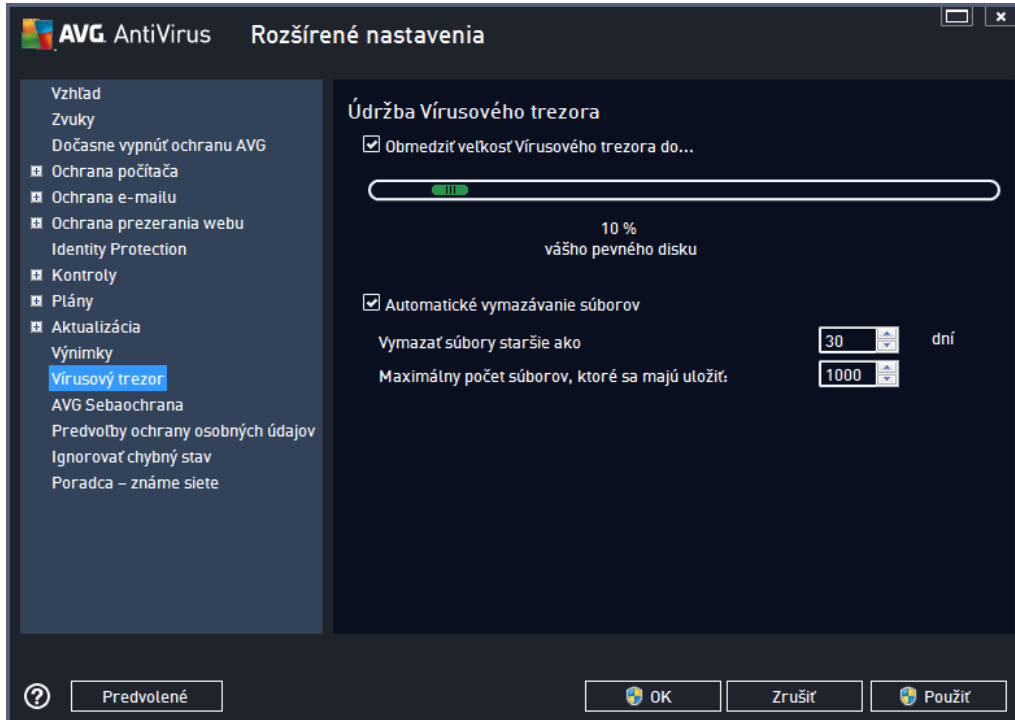 AVG AntiVirus Rozšírené nastavenia
Vzhľad
Zvuky
Dočasne vypnúť ochranu AVG
Ochrana počítača
Ochrana e-mailu
Ochrana prezerania webu
Identity Protection
Kontroly
Plány
Aktualizácia
Výnimky
Vírusový trezor
AVG Sebaochrana
Predvoľby ochrany osobných údajov
Ignorovať chybný stav
Poradca – známe siete
Údržba Vírusového trezora
Obmedziť veľkosť Vírusového trezora do...
10 %
vášho pevného disku
Automatické vymazávanie súborov
Vymazať súbory staršie ako 30 dní
Maximálny počet súborov, ktoré sa majú uložiť: 1000
Predvolené
OK
Zrušiť
Použiť